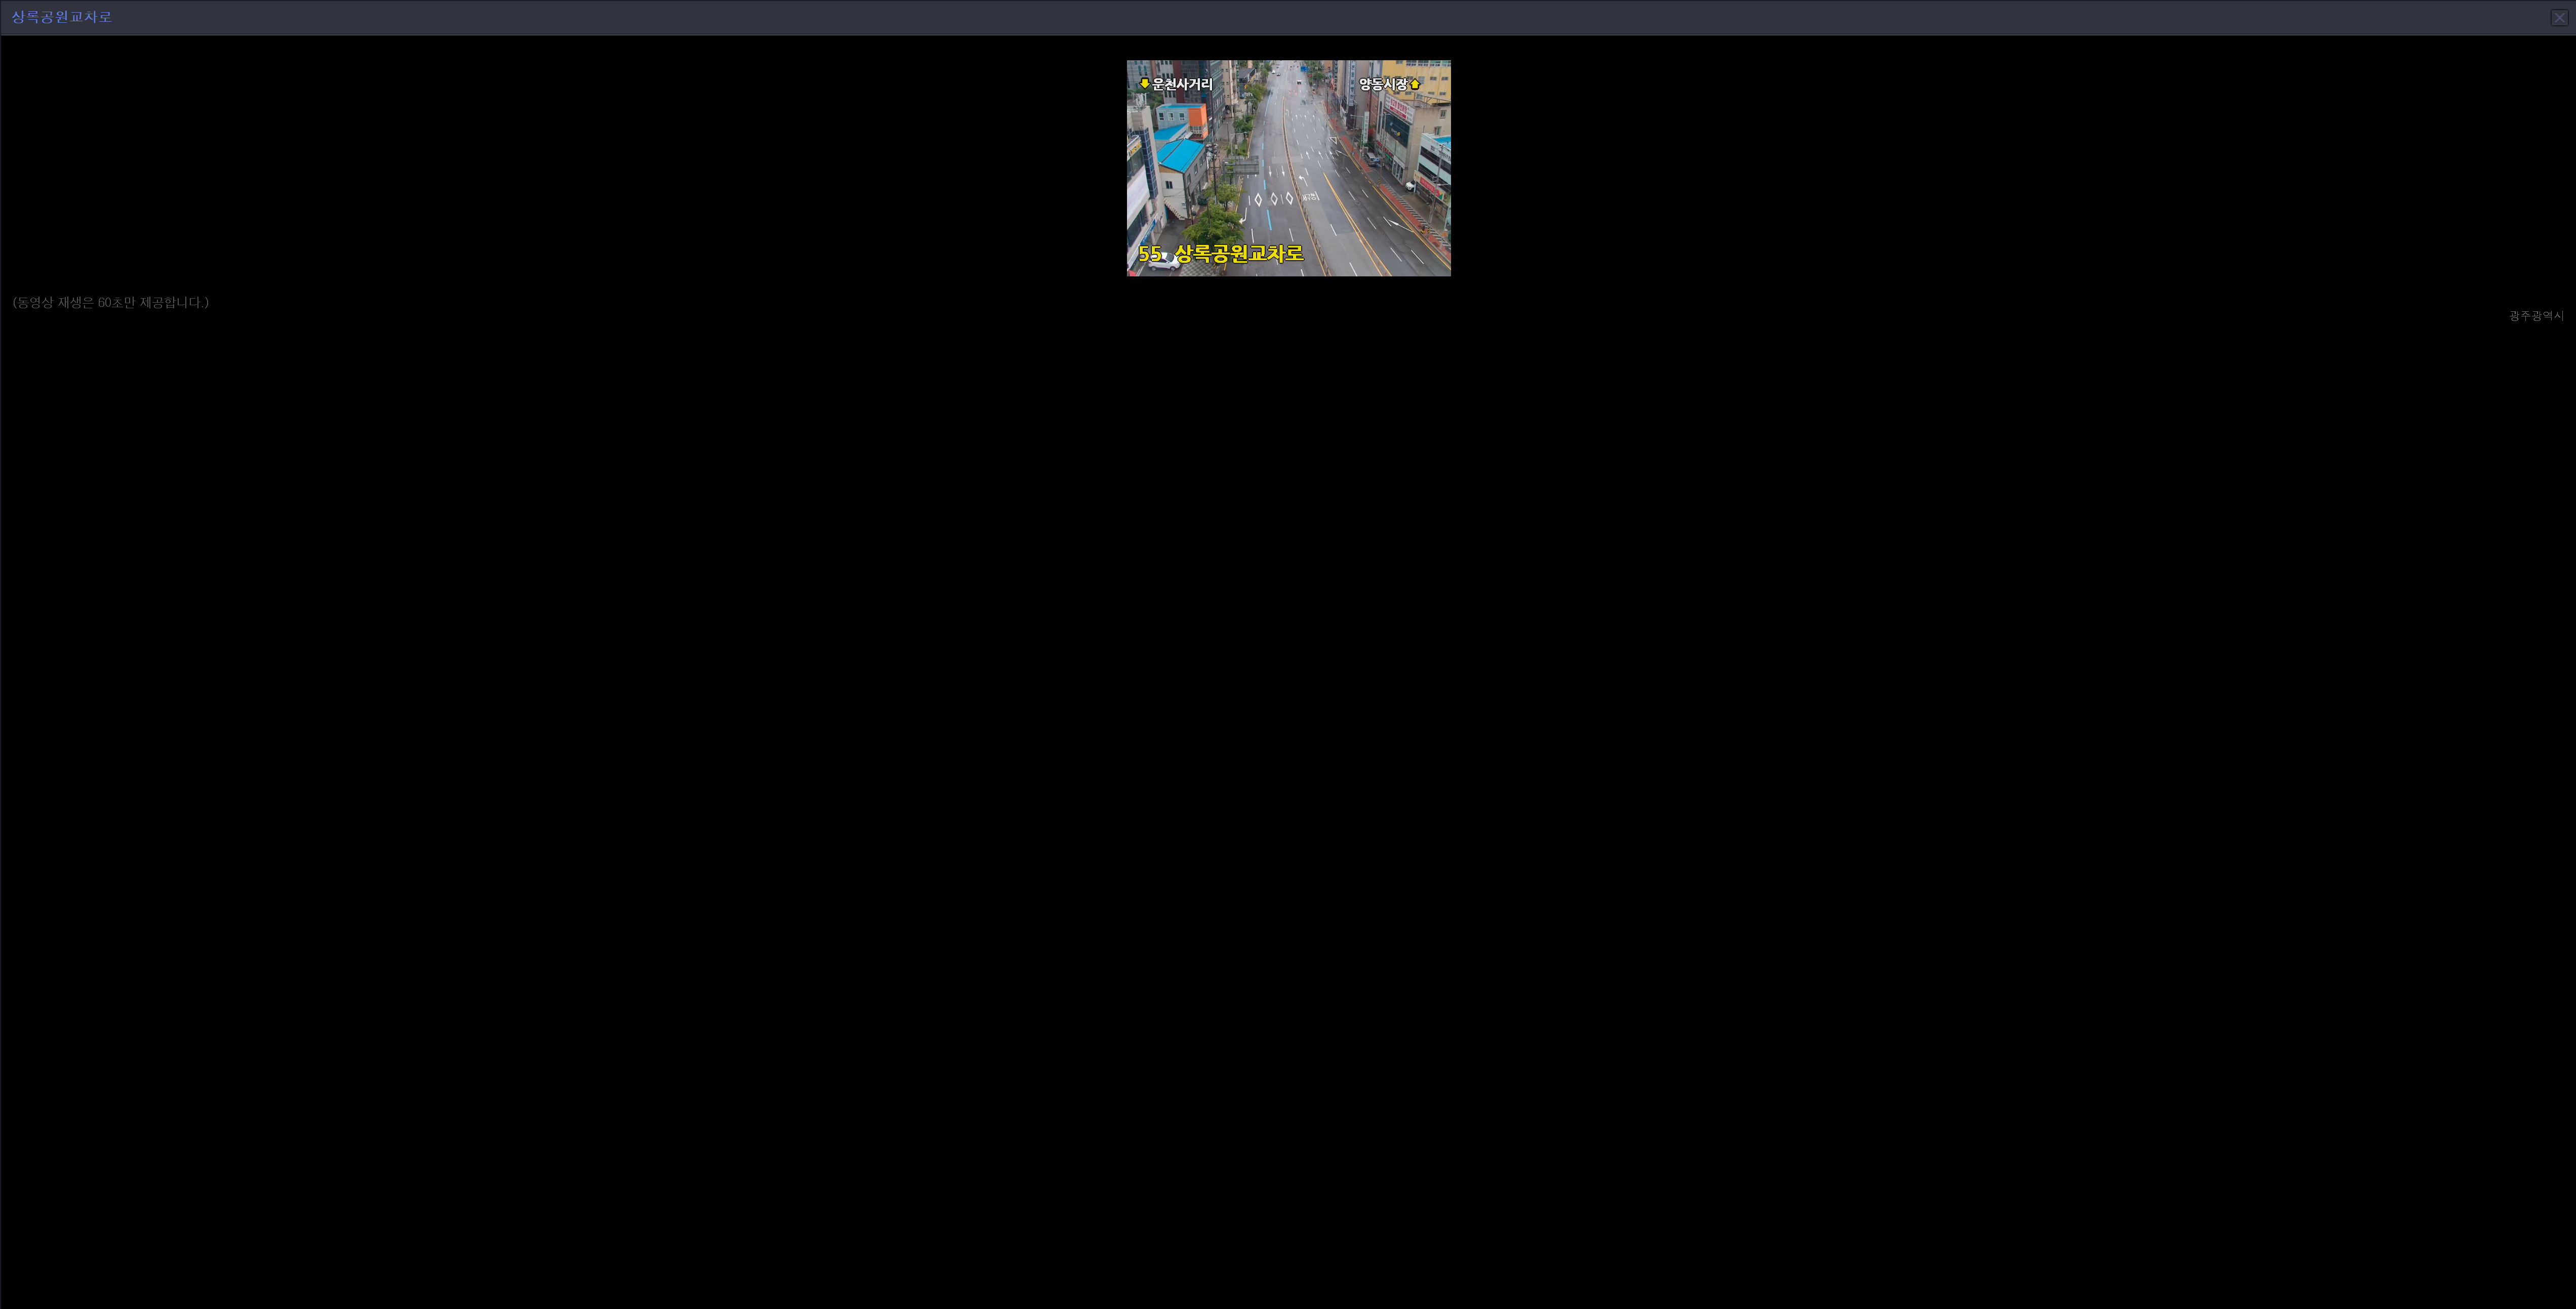 상록공원교차로
운천사거리
양동시장
55 상록공원교차로
(동영상 재생은 60초만 제공합니다.)
광주광역시